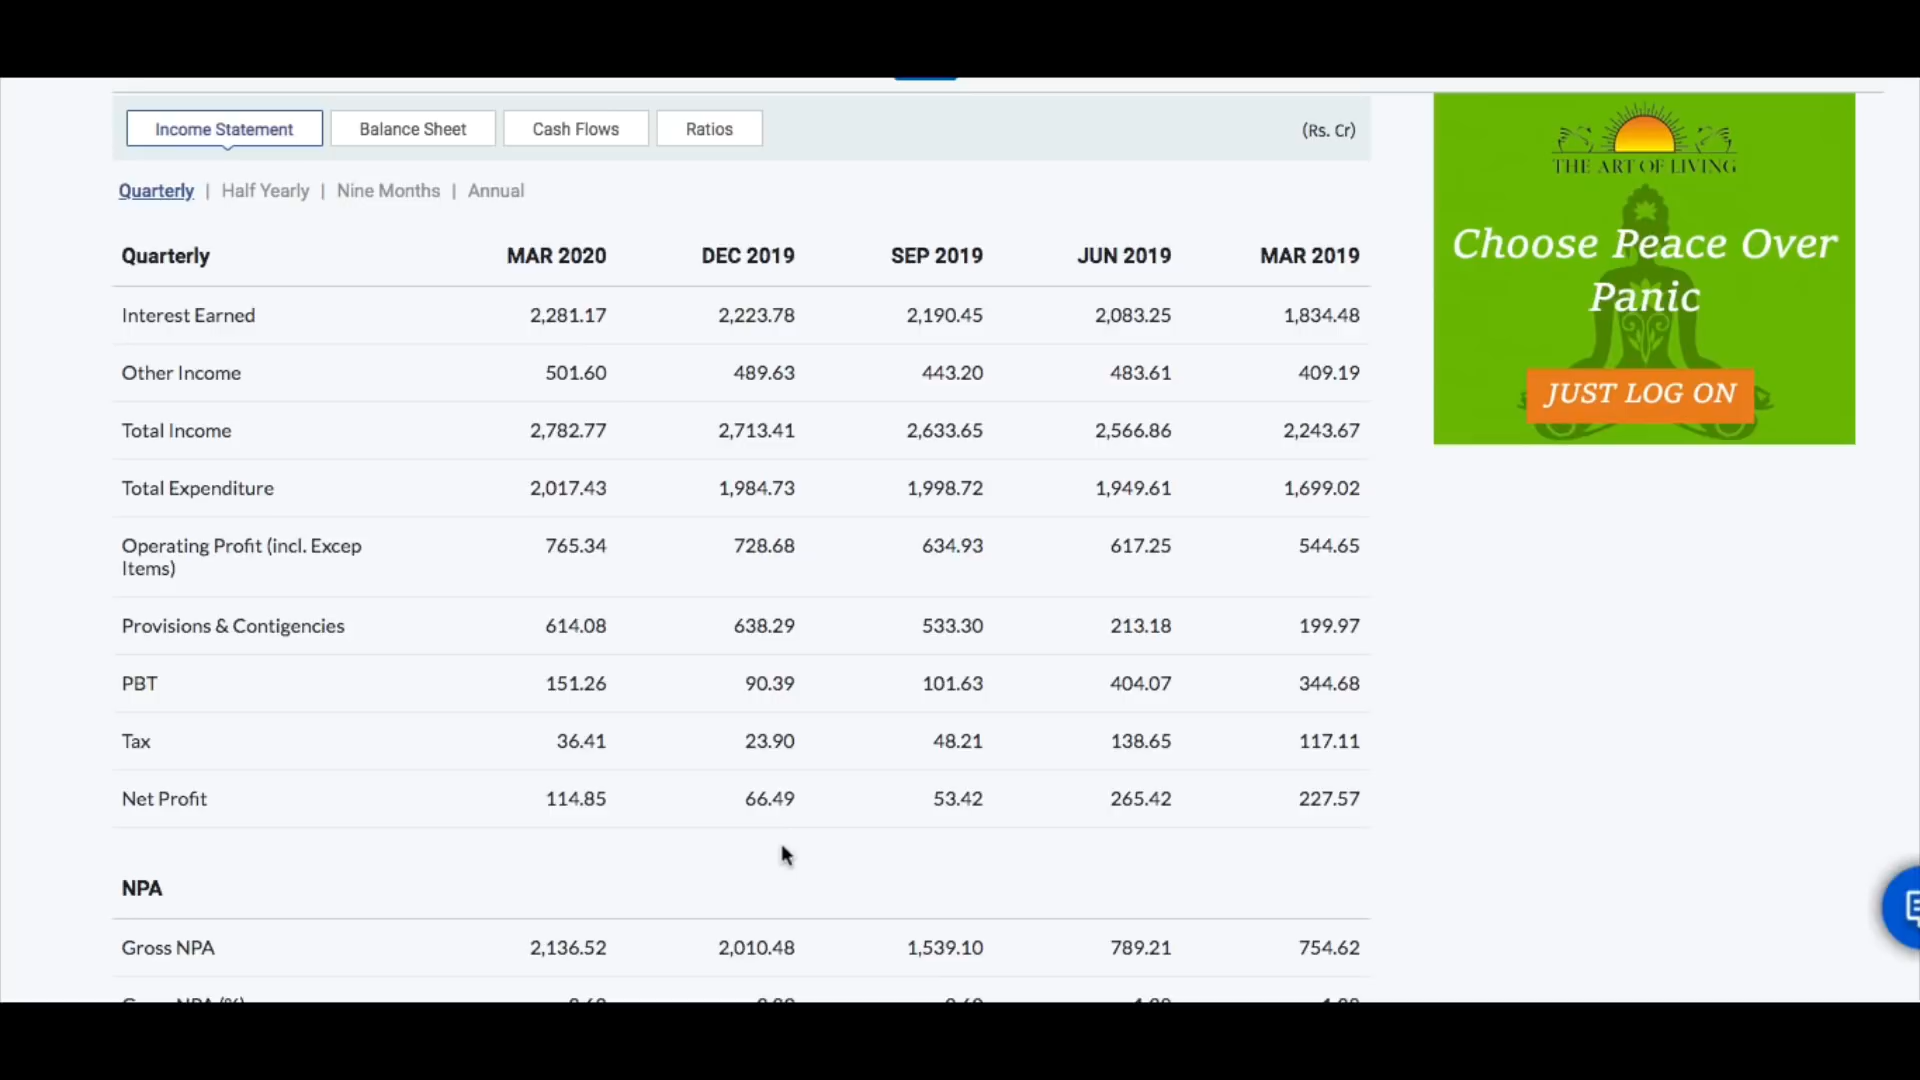 Income Statement Balance Sheet Cash Flows Ratios (Rs. Cr)
Quarterly | Half Yearly | Nine Months | Annual
Quarterly MAR 2020 DEC 2019 SEP 2019 JUN 2019 MAR 2019
Interest Earned 2,281.17 2,223.78 2,190.45 2,083.25 1,834.48
Other Income 501.60 489.63 443.20 483.61 409.19
Total Income 2,782.77 2,713.41 2,633.65 2,566.86 2,243.67
Total Expenditure 2,017.43 1,984.73 1,998.72 1,949.61 1,699.02
Operating Profit (incl. Excep 765.34 728.68 634.93 617.25 544.65
Items)
Provisions & Contigencies 614.08 638.29 533.30 213.18 199.97
PBT 151.26 90.39 101.63 404.07 344.68
Tax 36.41 23.90 48.21 138.65 117.11
Net Profit 114.85 66.49 53.42 265.42 227.57
NPA
Gross NPA 2,136.52 2,010.48 1,539.10 789.21 754.62
THE ART OF LIVING
Choose Peace Over
Panic
JUST LOG ON